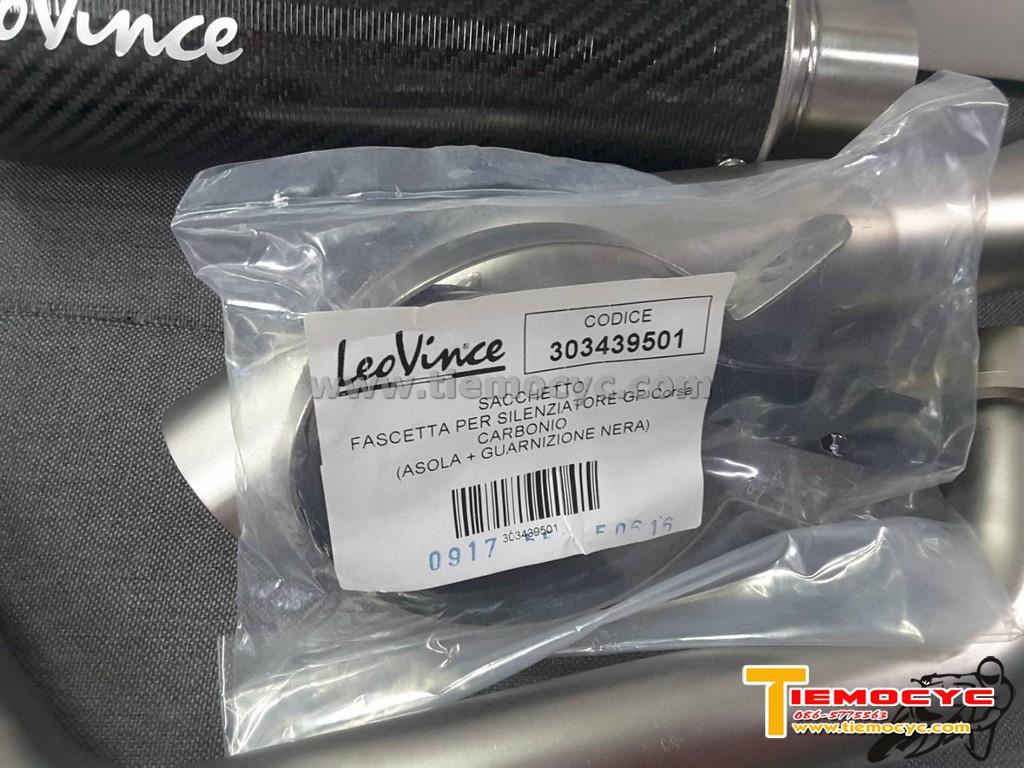 LeoVince
LeoVince
CODICE
303439501
www.tiemocyc.com
SACCHETTO
FASCETTA PER SILENZIATORE GP Corsa
CARBONIO
(ASOLA + GUARNIZIONE NERA)
303439501
0917
TIEMOCYC
086-5775563
www.tiemocyc.com